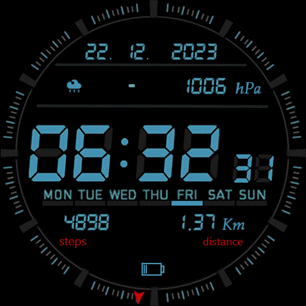 22. 12. 2023
- 1006 hPa
06:32 31
MON TUE WED THU FRI SAT SUN
4898 1.37 Km
steps distance